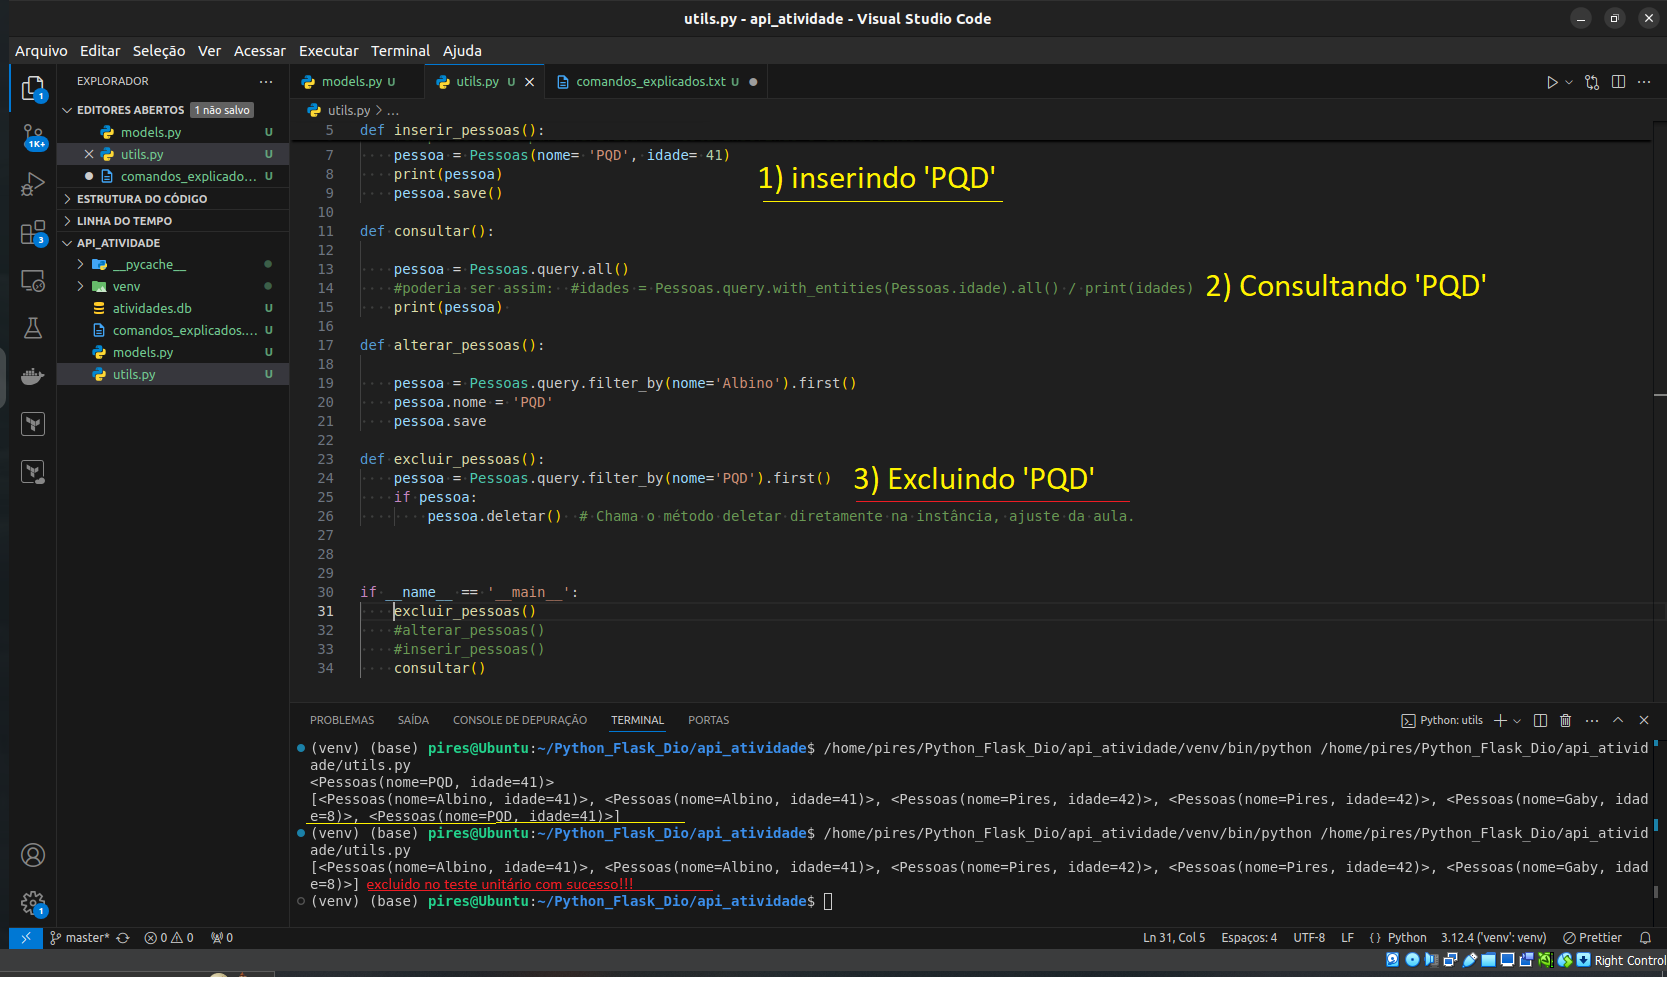 utils.py - api_atividade - Visual Studio Code
Arquivo Editar Seleção Ver Acessar Executar Terminal Ajuda
EXPLORADOR ...
EDITORES ABERTOS 1 não salvo
models.py U
utils.py U
comandos_explicado... U
ESTRUTURA DO CÓDIGO
LINHA DO TEMPO
API_ATIVIDADE
__pycache__
venv
atividades.db U
comandos_explicados.... U
models.py U
utils.py U
1
1K+
3
1
models.py U utils.py U comandos_explicados.txt U
utils.py > ...
5 def inserir_pessoas():
7 pessoa = Pessoas(nome= 'PQD', idade= 41)
8 print(pessoa)
9 pessoa.save()
1) inserindo 'PQD'
10
11 def consultar():
12
13 pessoa = Pessoas.query.all()
14 #poderia ser assim: #idades = Pessoas.query.with_entities(Pessoas.idade).all() / print(idades)
2) Consultando 'PQD'
15 print(pessoa)
16
17 def alterar_pessoas():
18
19 pessoa = Pessoas.query.filter_by(nome='Albino').first()
20 pessoa.nome = 'PQD'
21 pessoa.save
22
23 def excluir_pessoas():
24 pessoa = Pessoas.query.filter_by(nome='PQD').first()
3) Excluindo 'PQD'
25 if pessoa:
26 pessoa.deletar() # Chama o método deletar diretamente na instância, ajuste da aula.
27
28
29
30 if __name__ == '__main__':
31 excluir_pessoas()
32 #alterar_pessoas()
33 #inserir_pessoas()
34 consultar()
PROBLEMAS SAÍDA CONSOLE DE DEPURAÇÃO TERMINAL PORTAS Python: utils
(venv) (base) pires@Ubuntu:~/Python_Flask_Dio/api_atividade$ /home/pires/Python_Flask_Dio/api_atividade/venv/bin/python /home/pires/Python_Flask_Dio/api_ativid
ade/utils.py
<Pessoas(nome=PQD, idade=41)>
[<Pessoas(nome=Albino, idade=41)>, <Pessoas(nome=Albino, idade=41)>, <Pessoas(nome=Pires, idade=42)>, <Pessoas(nome=Pires, idade=42)>, <Pessoas(nome=Gaby, idad
e=8)>, <Pessoas(nome=PQD, idade=41)>]
(venv) (base) pires@Ubuntu:~/Python_Flask_Dio/api_atividade$ /home/pires/Python_Flask_Dio/api_atividade/venv/bin/python /home/pires/Python_Flask_Dio/api_ativid
ade/utils.py
[<Pessoas(nome=Albino, idade=41)>, <Pessoas(nome=Albino, idade=41)>, <Pessoas(nome=Pires, idade=42)>, <Pessoas(nome=Pires, idade=42)>, <Pessoas(nome=Gaby, idad
e=8)>] excluido no teste unitário com sucesso!!!
(venv) (base) pires@Ubuntu:~/Python_Flask_Dio/api_atividade$
master* 0 0 0 Ln 31, Col 5 Espaços: 4 UTF-8 LF {} Python 3.12.4 ('venv': venv) Prettier
Right Control